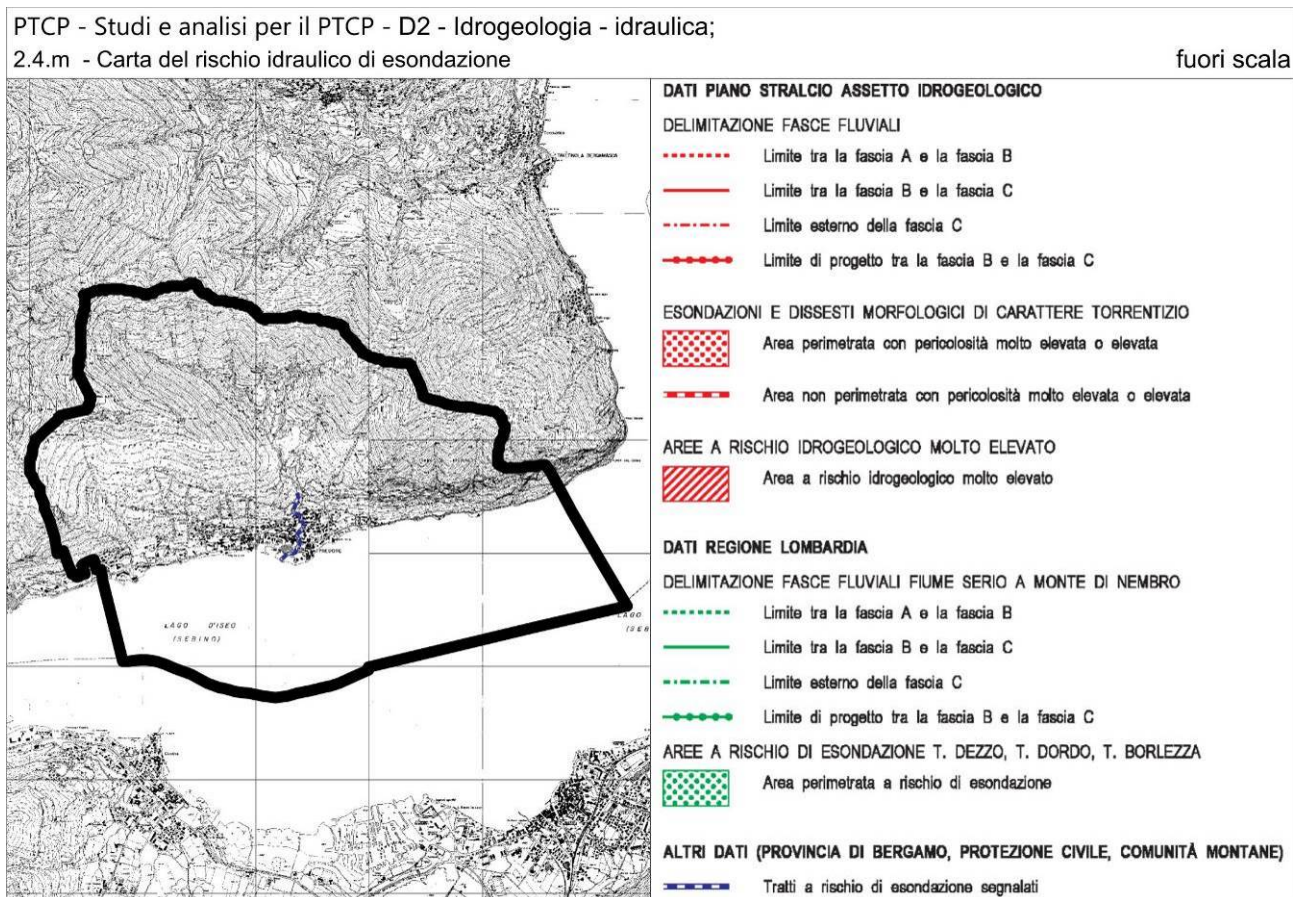 PTCP - Studi e analisi per il PTCP - D2 - Idrogeologia - idraulica;
2.4.m - Carta del rischio idraulico di esondazione
fuori scala
LAGO D'ISEO
(SEBINO)
LAGO
DATI PIANO STRALCIO ASSETTO IDROGEOLOGICO
DELIMITAZIONE FASCE FLUVIALI
Limite tra la fascia A e la fascia B
Limite tra la fascia B e la fascia C
Limite esterno della fascia C
Limite di progetto tra la fascia B e la fascia C
ESONDAZIONI E DISSESTI MORFOLOGICI DI CARATTERE TORRENTIZIO
Area perimetrata con pericolosità molto elevata o elevata
Area non perimetrata con pericolosità molto elevata o elevata
AREE A RISCHIO IDROGEOLOGICO MOLTO ELEVATO
Area a rischio idrogeologico molto elevato
DATI REGIONE LOMBARDIA
DELIMITAZIONE FASCE FLUVIALI FIUME SERIO A MONTE DI NEMBRO
Limite tra la fascia A e la fascia B
Limite tra la fascia B e la fascia C
Limite esterno della fascia C
Limite di progetto tra la fascia B e la fascia C
AREE A RISCHIO DI ESONDAZIONE T. DEZZO, T. DORDO, T. BORLEZZA
Area perimetrata a rischio di esondazione
ALTRI DATI (PROVINCIA DI BERGAMO, PROTEZIONE CIVILE, COMUNITÀ MONTANE)
Tratti a rischio di esondazione segnalati